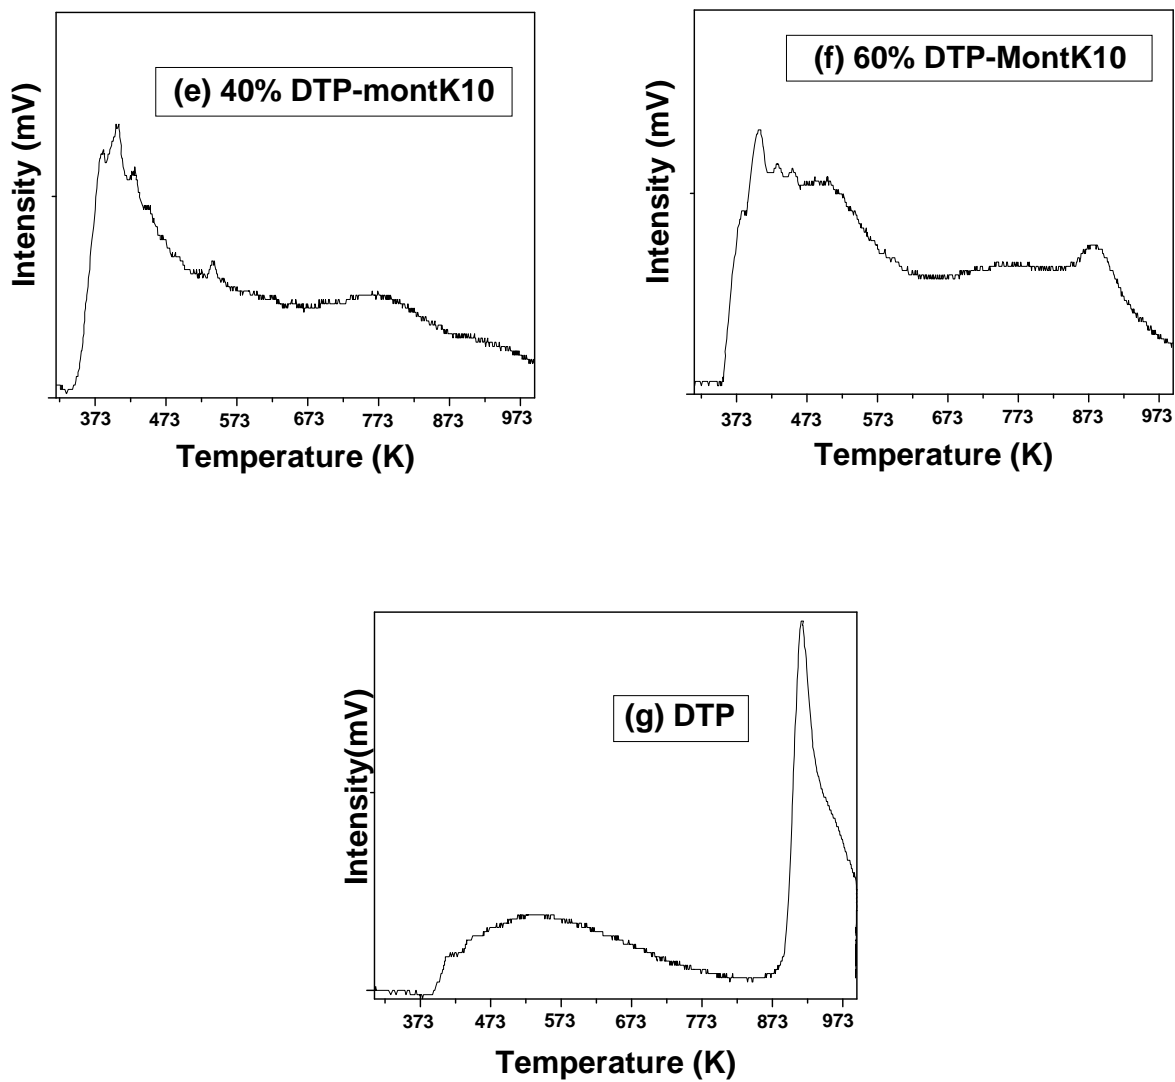 (e) 40% DTP-montK10
Intensity (mV)
373 473 573 673 773 873 973
Temperature (K)
(f) 60% DTP-MontK10
Intensity (mV)
373 473 573 673 773 873 973
Temperature (K)
(g) DTP
Intensity(mV)
373 473 573 673 773 873 973
Temperature (K)